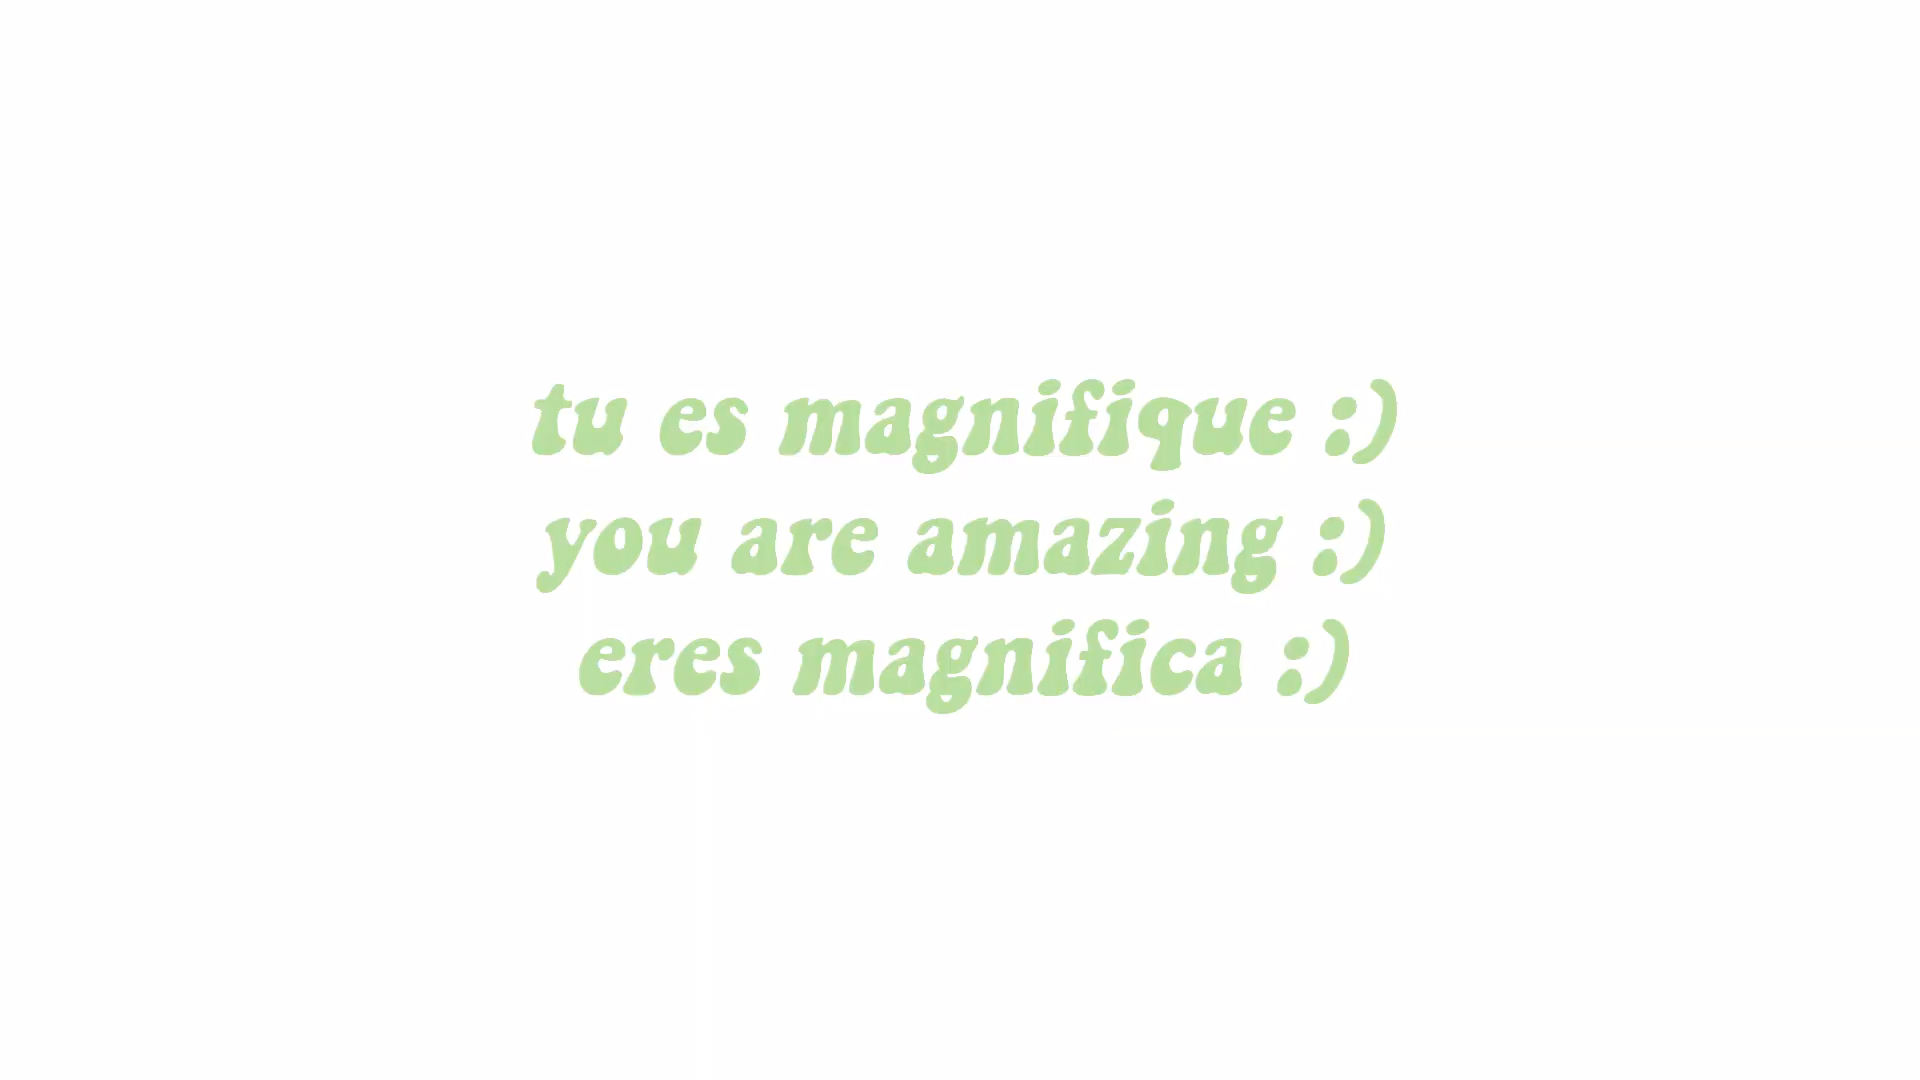 tu es magnifique :)
you are amazing :)
eres magnifica :)